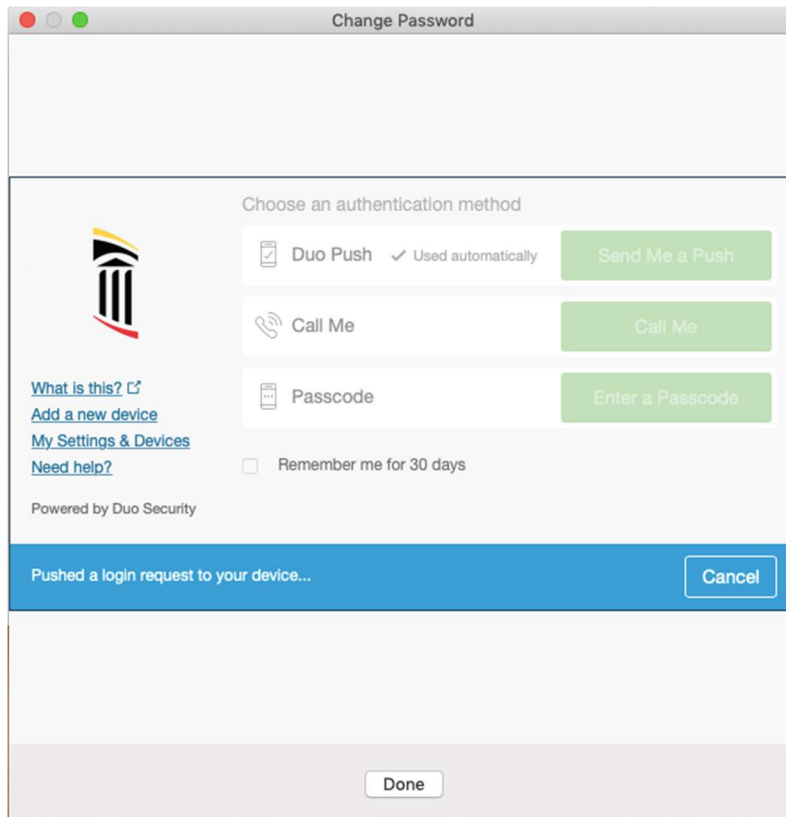 Change Password
Choose an authentication method
Duo Push ✓ Used automatically Send Me a Push
Call Me Call Me
Passcode Enter a Passcode
What is this?
Add a new device
My Settings & Devices
Need help?
Remember me for 30 days
Powered by Duo Security
Pushed a login request to your device... Cancel
Done